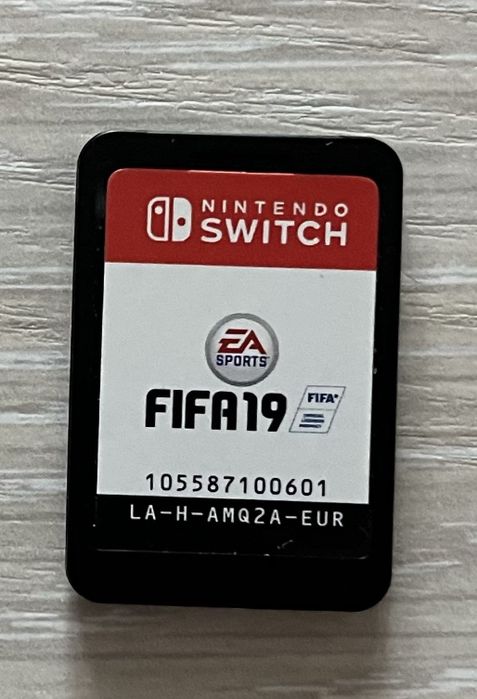 NINTENDO
SWITCH
EA
SPORTS
FIFA19
FIFA
105587100601
LA-H-AMQ2A-EUR